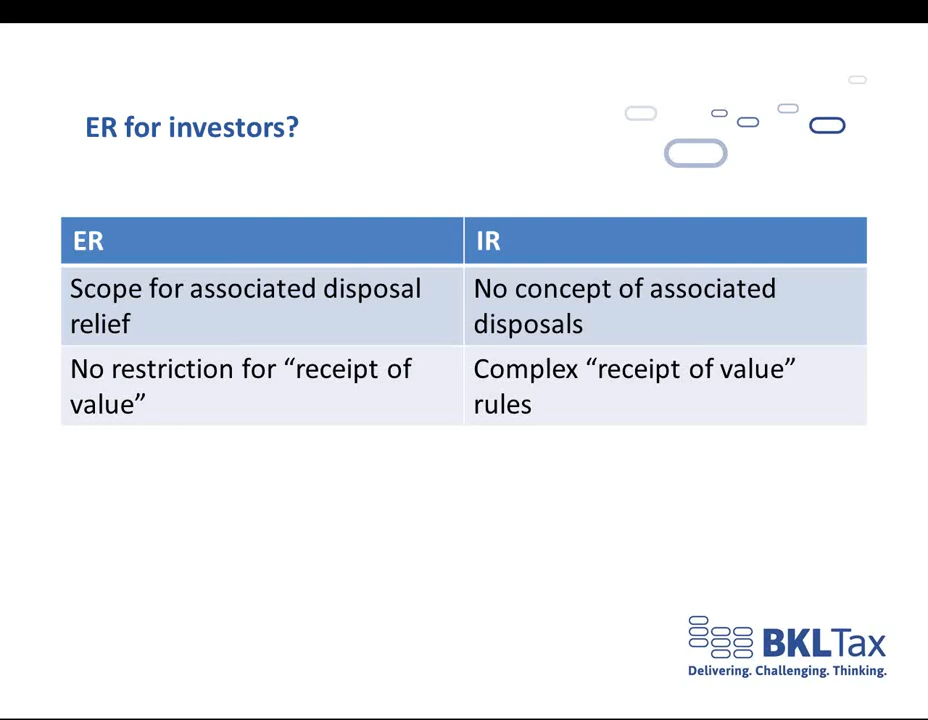 ER for investors?
ER
IR
Scope for associated disposal
relief
No concept of associated
disposals
No restriction for “receipt of
value”
Complex “receipt of value”
rules
BKLTax
Delivering. Challenging. Thinking.